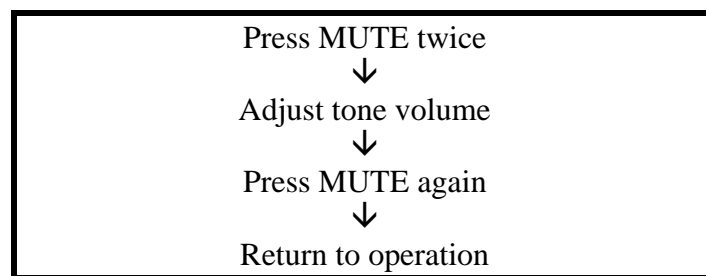 Press MUTE twice
↓
Adjust tone volume
↓
Press MUTE again
↓
Return to operation